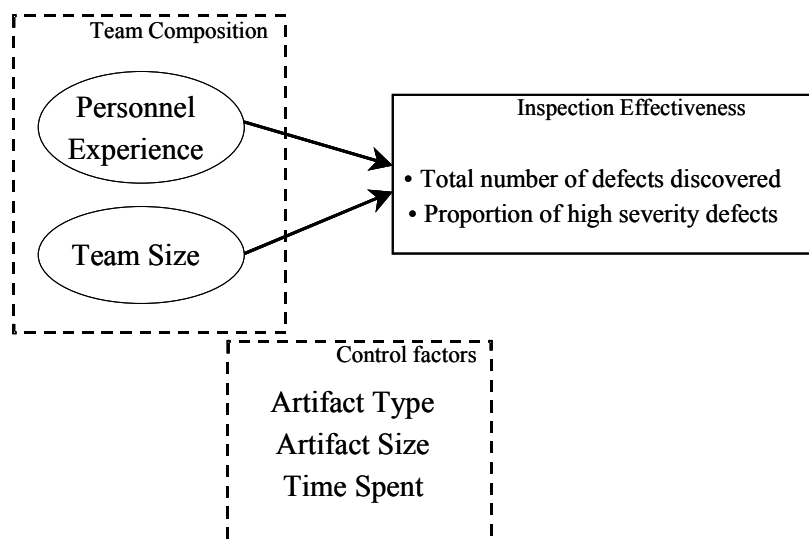 Team Composition
Personnel
Experience
Team Size
Inspection Effectiveness
• Total number of defects discovered
• Proportion of high severity defects
Control factors
Artifact Type
Artifact Size
Time Spent